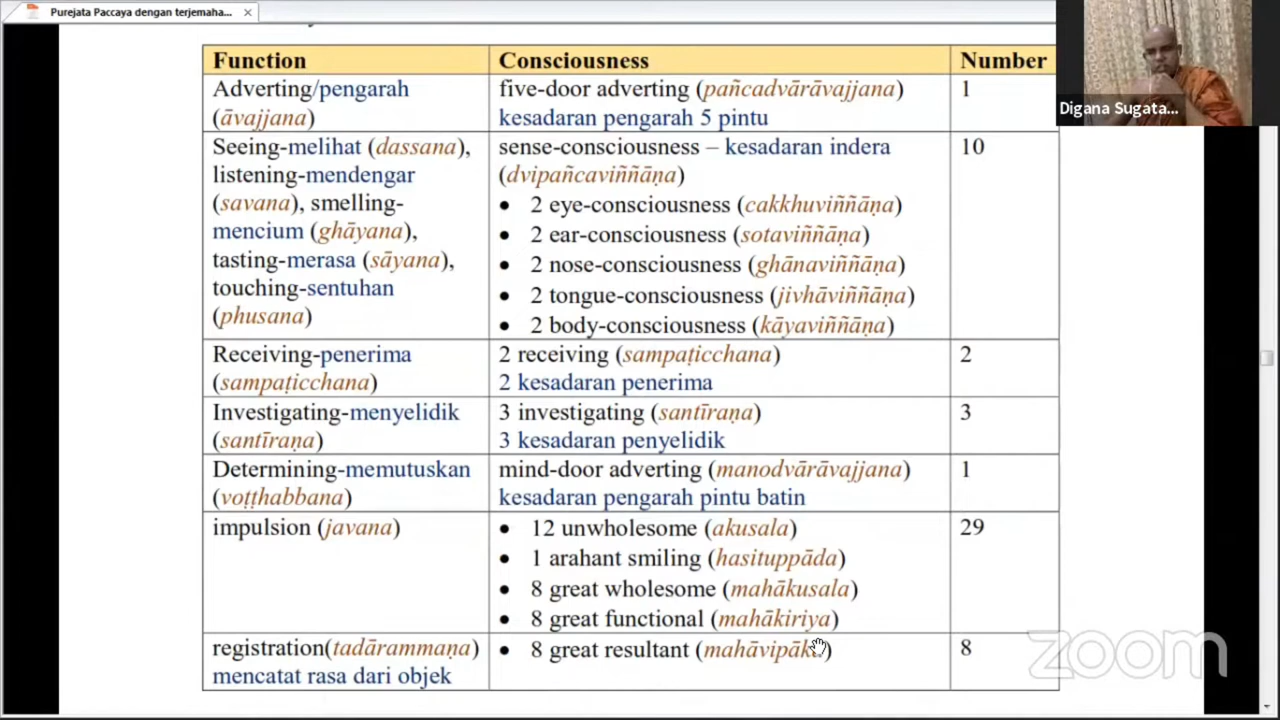 Purejata Paccaya dengan terjemaha...
Function Consciousness Number
Adverting/pengarah
(āvajjana)
five-door adverting (pañcadvārāvajjana)
kesadaran pengarah 5 pintu
1
Seeing-melihat (dassana),
listening-mendengar
(savana), smelling-
mencium (ghāyana),
tasting-merasa (sāyana),
touching-sentuhan
(phusana)
sense-consciousness – kesadaran indera
(dvipañcaviññāṇa)
• 2 eye-consciousness (cakkhuviññāṇa)
• 2 ear-consciousness (sotaviññāṇa)
• 2 nose-consciousness (ghānaviññāṇa)
• 2 tongue-consciousness (jivhāviññāṇa)
• 2 body-consciousness (kāyaviññāṇa)
10
Receiving-penerima
(sampaṭicchana)
2 receiving (sampaṭicchana)
2 kesadaran penerima
2
Investigating-menyelidik
(santīraṇa)
3 investigating (santīraṇa)
3 kesadaran penyelidik
3
Determining-memutuskan
(voṭṭhabbana)
mind-door adverting (manodvārāvajjana)
kesadaran pengarah pintu batin
1
impulsion (javana)
• 12 unwholesome (akusala)
• 1 arahant smiling (hasituppāda)
• 8 great wholesome (mahākusala)
• 8 great functional (mahākiriya)
29
registration(tadārammaṇa)
mencatat rasa dari objek
• 8 great resultant
8
Digana Sugata...
zoom